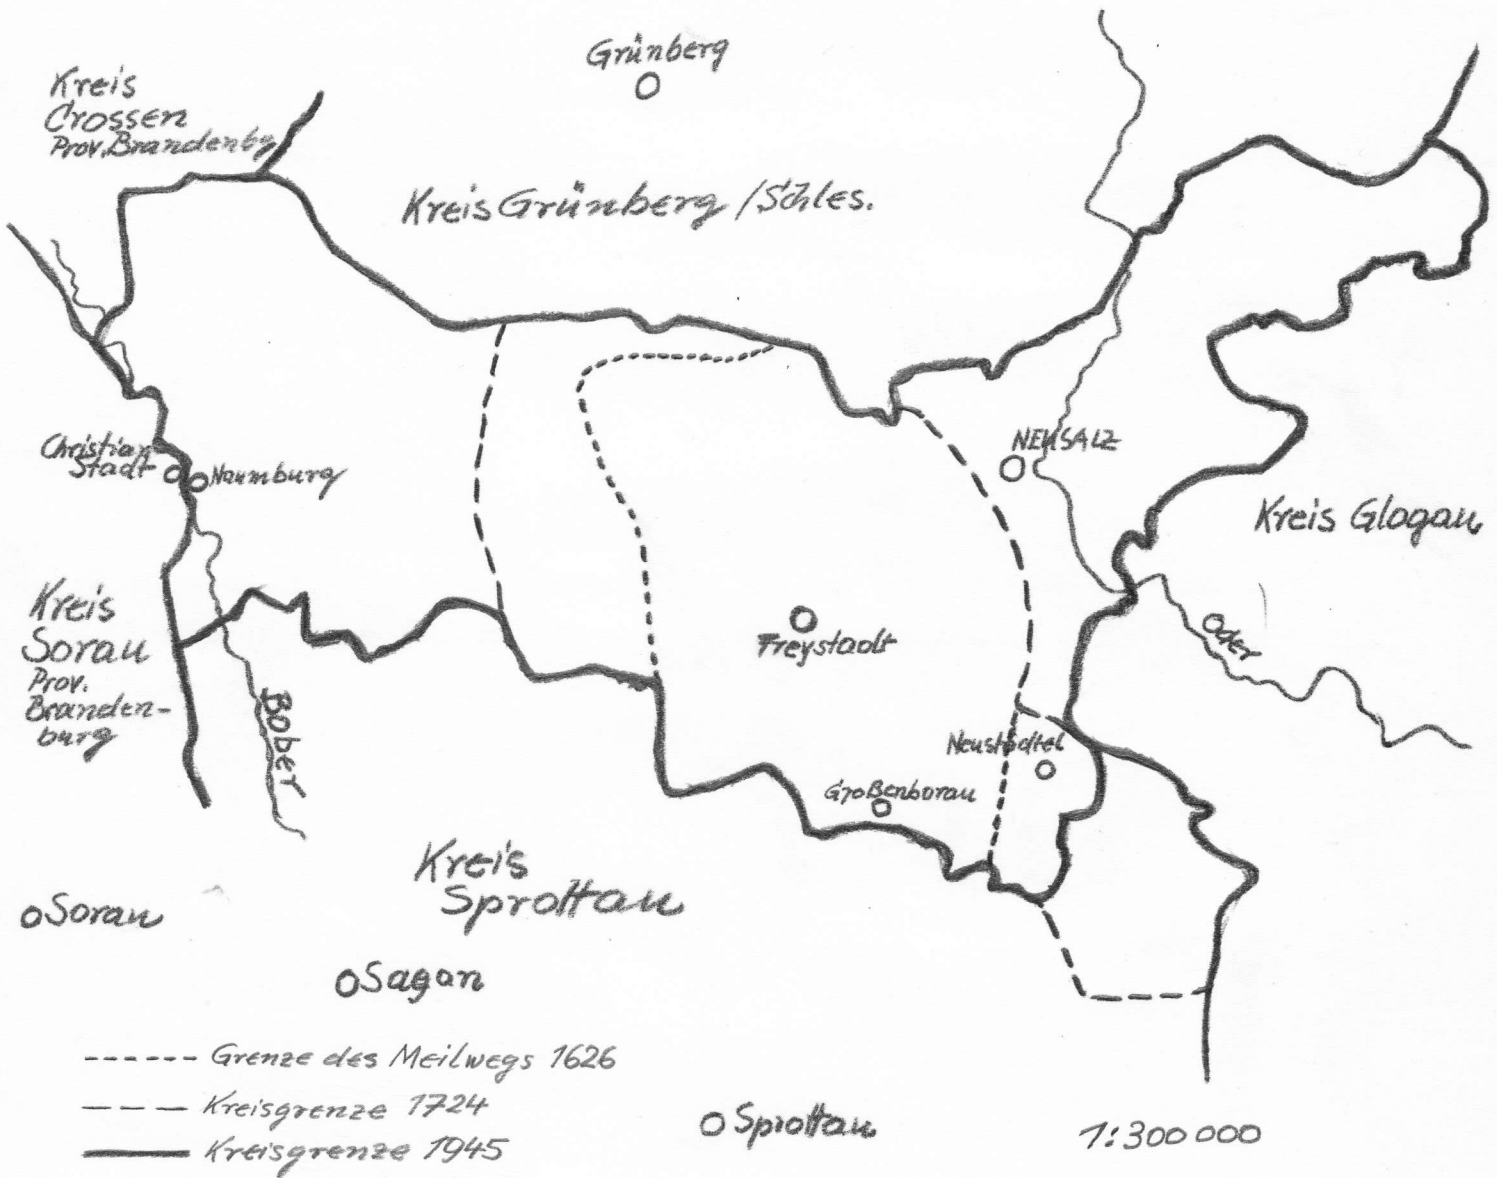 Grünberg
Kreis
Crossen
Prov. Brandenbg
Kreis Grünberg / Schles.
Christian
Stadt
Naumburg
NEUSALZ
Kreis Glogau
Kreis
Sorau
Prov.
Branden-
burg
Bober
Freystadt
Oder
Neustädtel
Großenborau
Kreis
Sprottau
Sorau
Sagan
Grenze des Meilwegs 1626
Kreisgrenze 1724
Kreisgrenze 1945
Sprottau
1:300 000